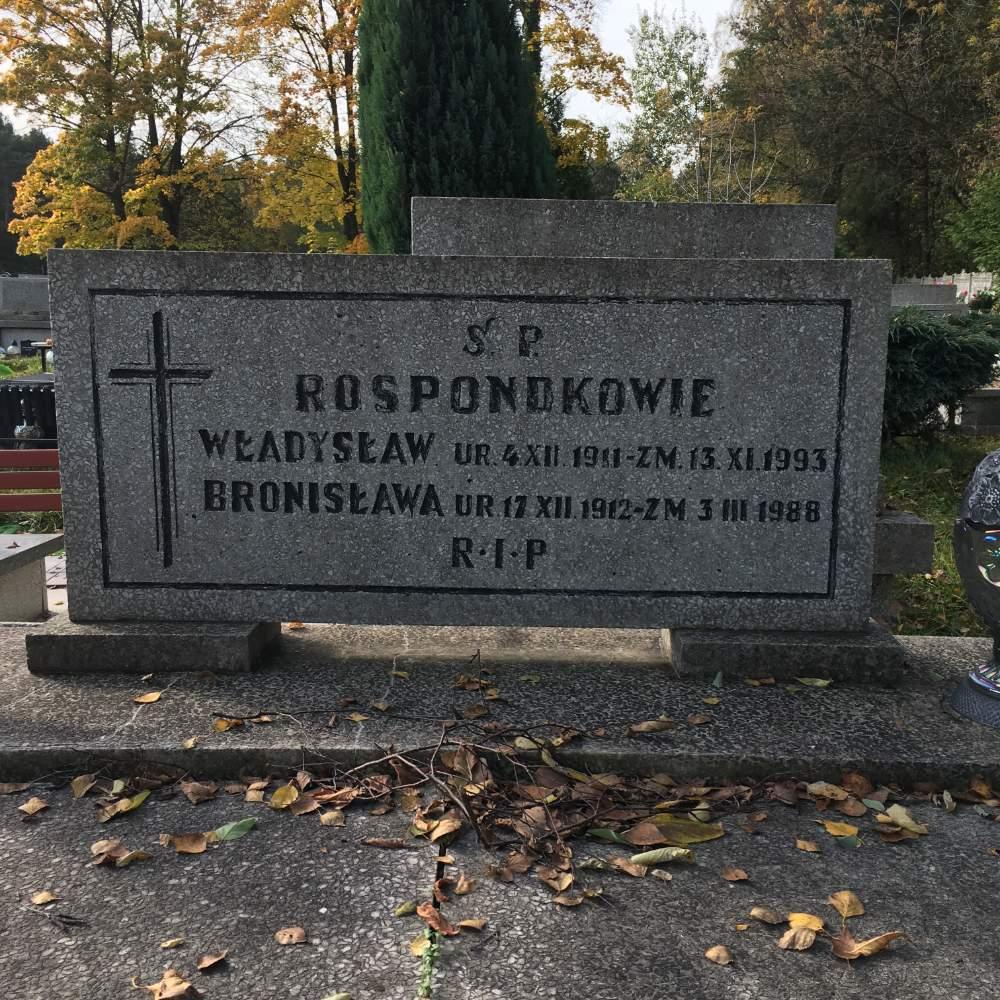 Ś. P.
ROSPONDKOWIE
WŁADYSŁAW. UR. 4 XII. 1911-ZM. 13. XI. 1993
BRONISŁAWA UR 17 XII. 1912-ZM 3 III 1988
R·I·P